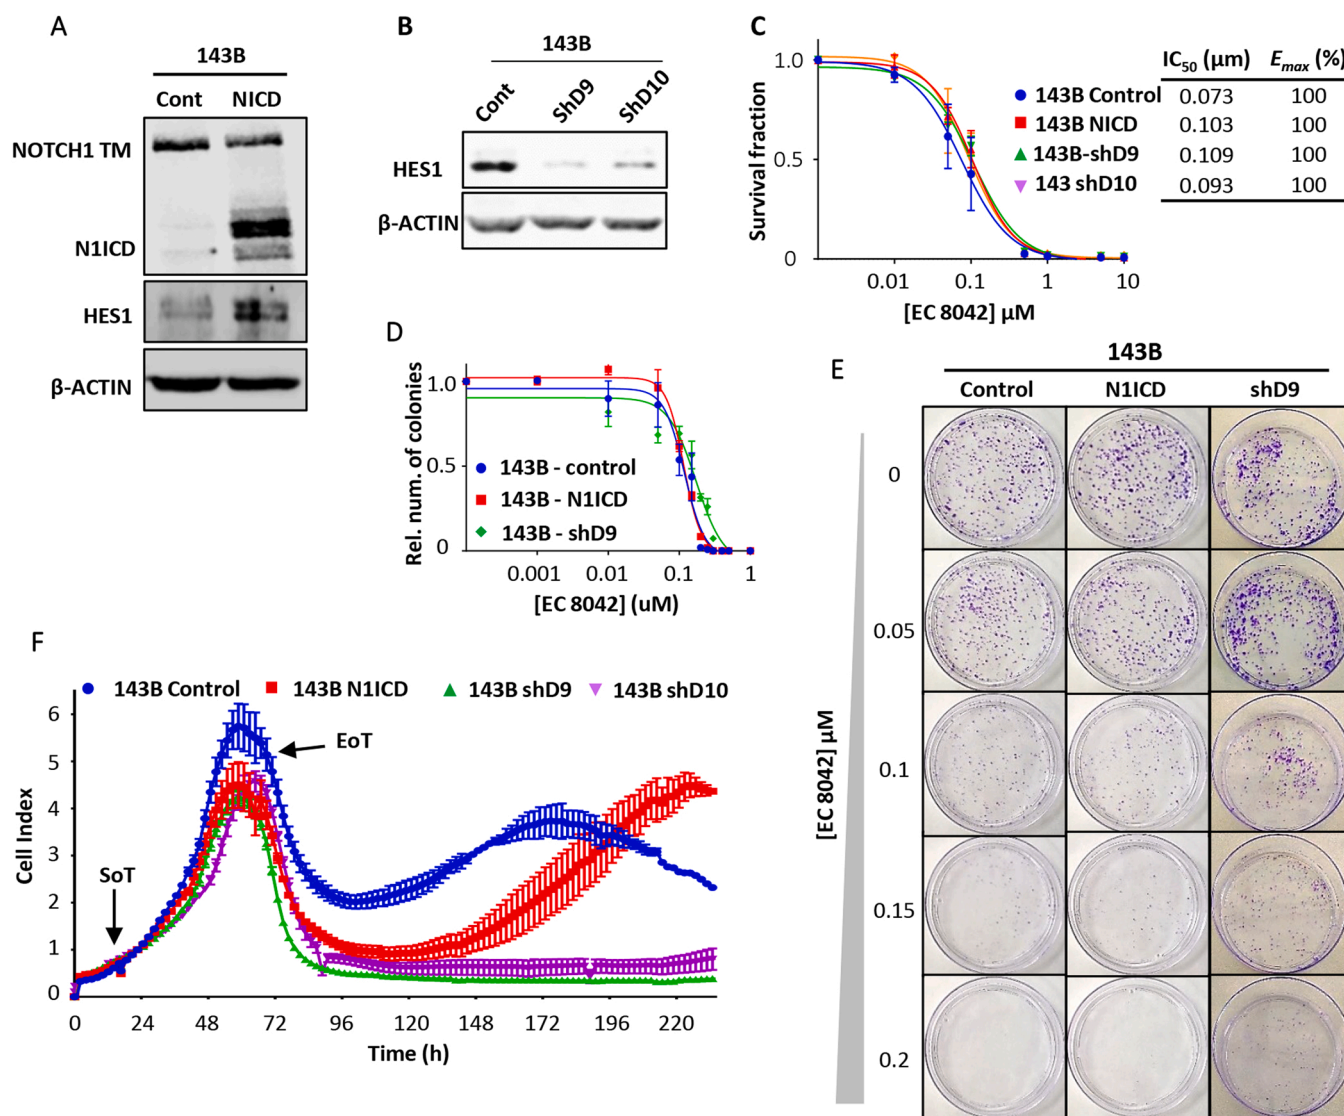 A
143B
Cont NICD
NOTCH1 TM
N1ICD
HES1
β-ACTIN
B
143B
Cont ShD9 ShD10
HES1
β-ACTIN
C
Survival fraction
1.0
0.5
0
0.01 0.1 1 10
[EC 8042] µM
143B Control
143B NICD
143B-shD9
143 shD10
IC50 (µm) Emax (%)
0.073 100
0.103 100
0.109 100
0.093 100
D
Rel. num. of colonies
1.0
0.5
0
143B - control
143B - N1ICD
143B - shD9
0.001 0.01 0.1 1
[EC 8042] (uM)
E
143B
Control N1ICD shD9
0
0.05
0.1
0.15
0.2
[EC 8042] µM
F
143B Control 143B N1ICD 143B shD9 143B shD10
Cell Index
6
5
4
3
2
1
0
SoT
EoT
0 24 48 72 96 120 148 172 196 220
Time (h)